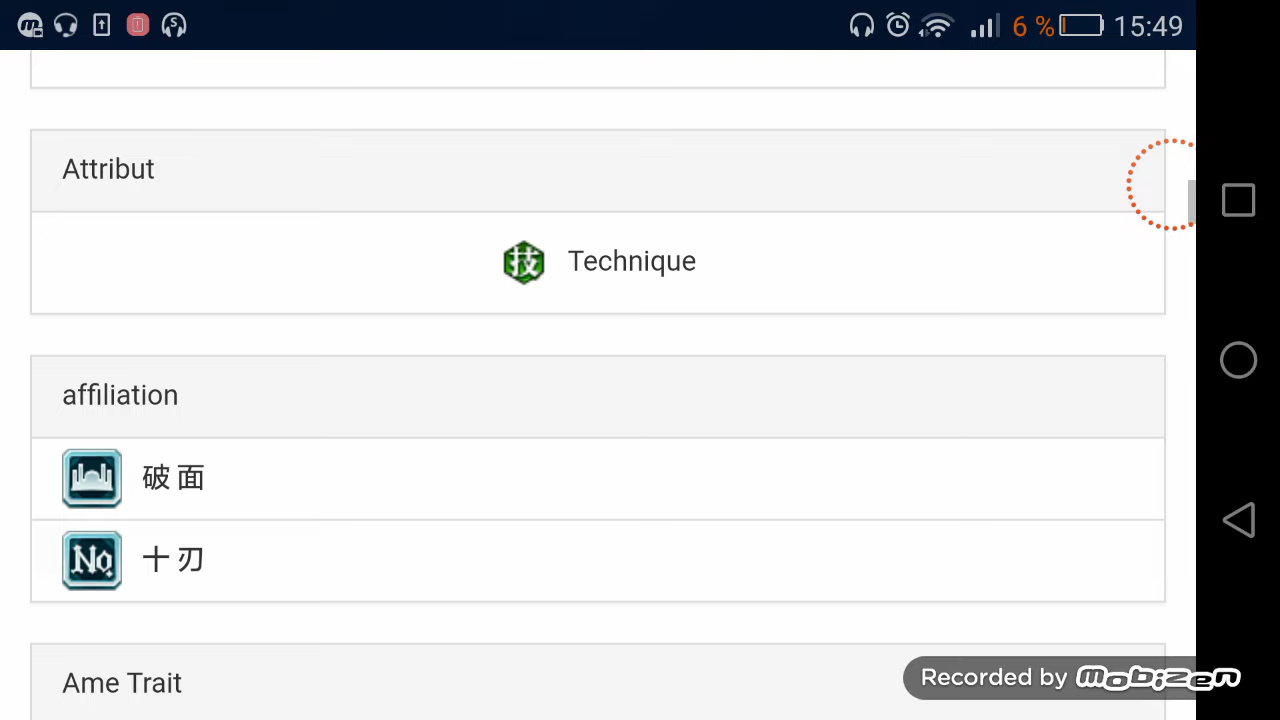 6 % 15:49
Attribut
技 Technique
affiliation
破面
No 十刃
Ame Trait
Recorded by mobizen